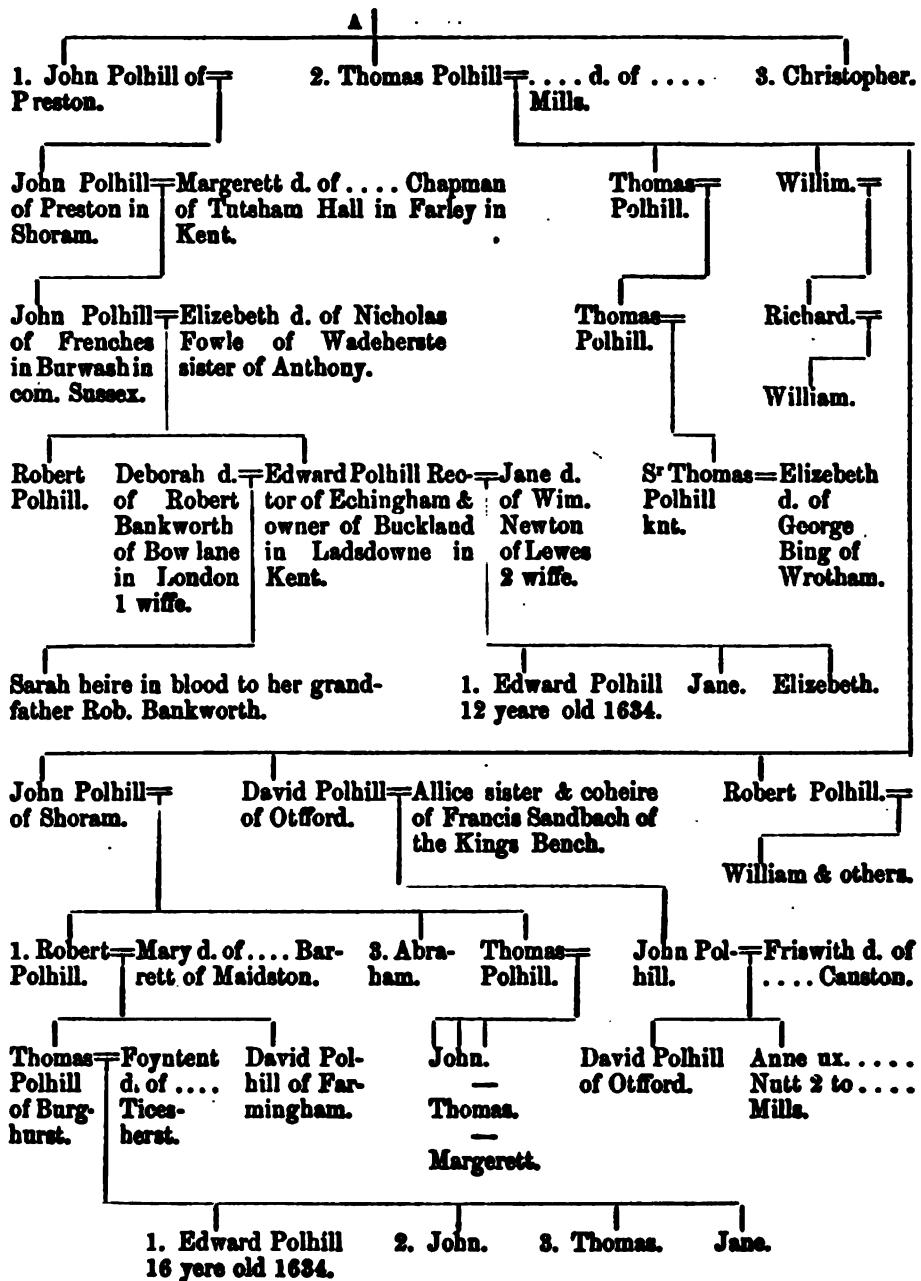 A
1. John Polhill of
Preston.
2. Thomas Polhill
.... d. of ....
Mills.
3. Christopher.
John Polhill
of Preston in
Shoram.
Margerett d. of .... Chapman
of Tutsham Hall in Farley in
Kent.
Thomas
Polhill.
Willim.
John Polhill
of Frenches
in Burwash in
com. Sussex.
Elizebeth d. of Nicholas
Fowle of Wadeherste
sister of Anthony.
Thomas
Polhill.
Richard.
William.
Robert
Polhill.
Deborah d.
of Robert
Bankworth
of Bow lane
in London
1 wiffe.
Edward Polhill Rec-
tor of Echingham &
owner of Buckland
in Ladsdowne in
Kent.
Jane d.
of Wim.
Newton
of Lewes
2 wiffe.
Sr Thomas
Polhill
knt.
Elizebeth
d. of
George
Bing of
Wrotham.
Sarah heire in blood to her grand-
father Rob. Bankworth.
1. Edward Polhill
12 yeare old 1634.
Jane.
Elizebeth.
John Polhill
of Shoram.
David Polhill
of Otfford.
Allice sister & coheire
of Francis Sandbach of
the Kings Bench.
Robert Polhill.
William & others.
1. Robert
Polhill.
Mary d. of .... Bar-
rett of Maidston.
3. Abra-
ham.
Thomas
Polhill.
John Pol-
hill.
Friswith d. of
.... Causton.
Thomas
Polhill
of Burg-
hurst.
Foyntent
d. of ....
Tices-
herst.
David Pol-
hill of Far-
mingham.
John.
—
Thomas.
—
Margerett.
David Polhill
of Otfford.
Anne ux. ....
Nutt 2 to ....
Mills.
1. Edward Polhill
16 yere old 1634.
2. John.
3. Thomas.
Jane.